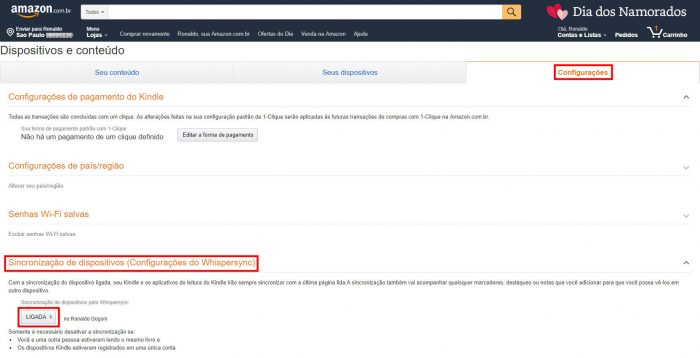 amazon.com.br
Todos
Dia dos Namorados
Enviar para Ronaldo
São Paulo
Menu
Lojas
Comprar novamente
Ronaldo, sua Amazon.com.br
Ofertas do Dia
Venda na Amazon
Ajuda
Olá, Ronaldo
Contas e Listas
Pedidos
1
Carrinho
Dispositivos e conteúdo
Seu conteúdo
Seus dispositivos
Configurações
Configurações de pagamento do Kindle
Todas as transações são concluídas com um clique. As alterações feitas na sua configuração padrão de 1-Clique serão aplicadas às futuras transações de compras com 1-Clique na Amazon.com.br.
Sua forma de pagamento padrão com 1-Clique
Não há um pagamento de um clique definido
Editar a forma de pagamento
Configurações de país/região
Alterar seu país/região
Senhas Wi-Fi salvas
Excluir senhas Wi-Fi salvas
Sincronização de dispositivos (Configurações do Whispersync)
Com a sincronização do dispositivo ligada, seu Kindle e os aplicativos de leitura do Kindle irão sempre sincronizar com a última página lida.A sincronização também vai acompanhar quaisquer marcadores, destaques ou notas que você adicionar para que você possa vê-los em
outro dispositivo.
Sincronização de dispositivos pelo Whispersync
LIGADA
no Ronaldo Gogoni
Somente é necessário desativar a sincronização se
Você e uma outra pessoa estiverem lendo o mesmo livro e
Os dispositivos Kindle estiverem registrados em uma única conta